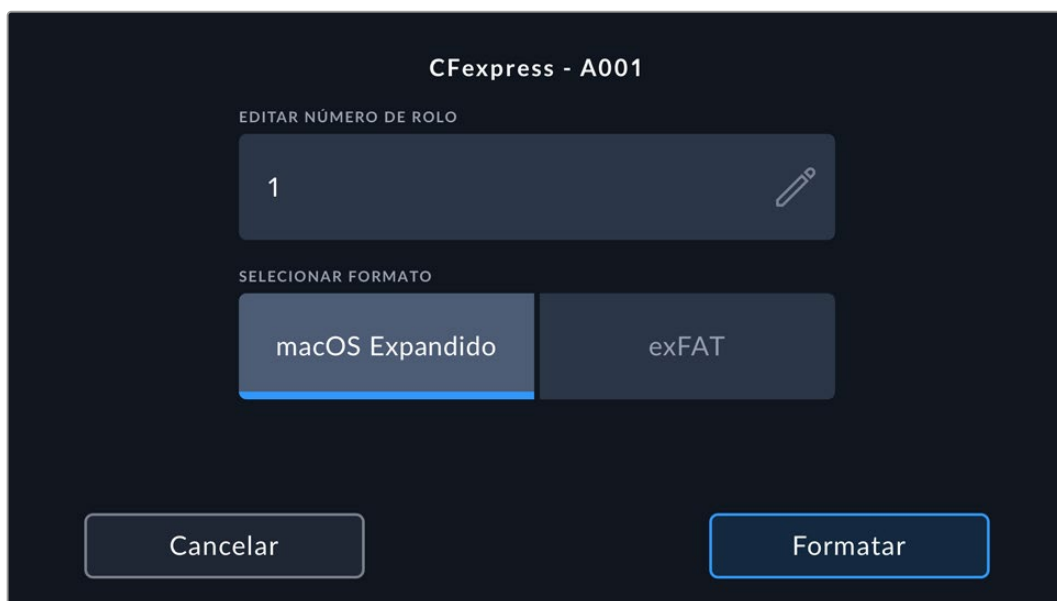 CFexpress - A001
EDITAR NÚMERO DE ROLO
1
SELECIONAR FORMATO
macOS Expandido
exFAT
Cancelar
Formatar